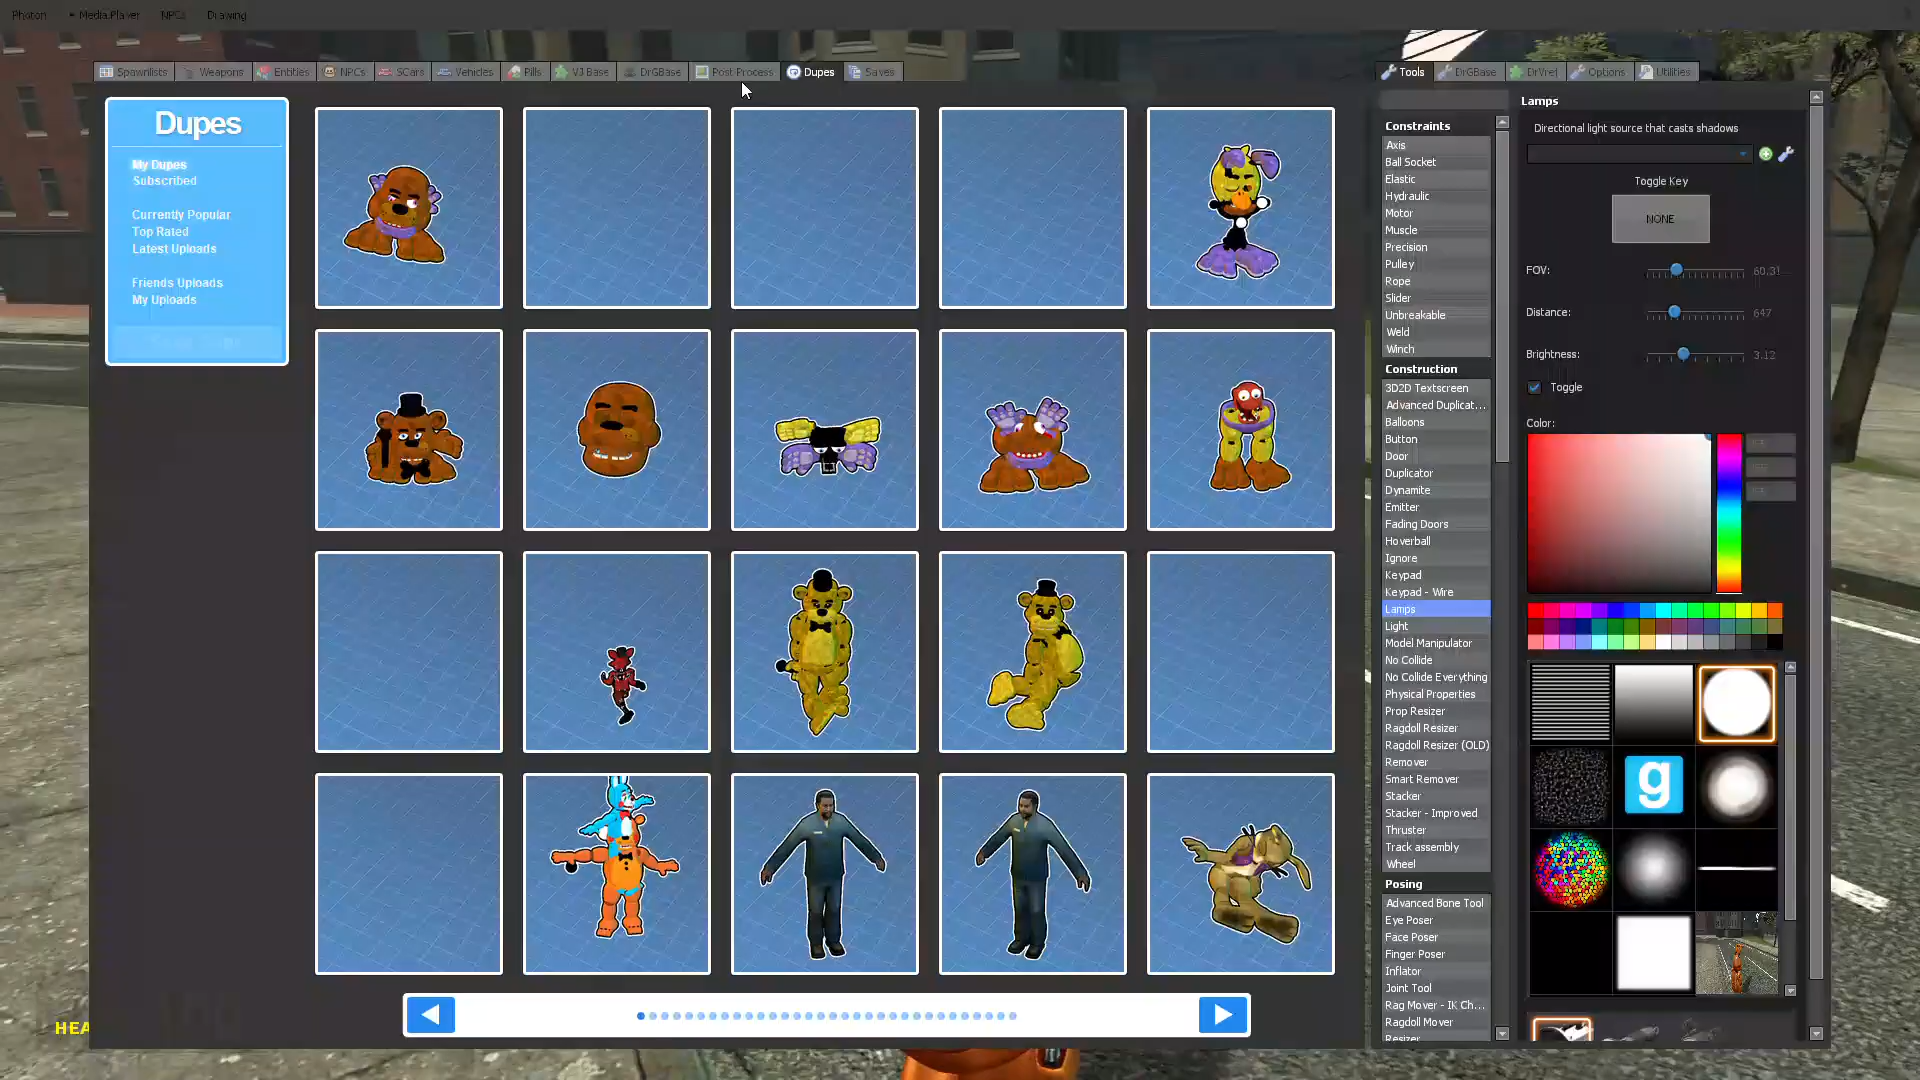 Photon
Media Player
NPCs
Drawing
Spawnlists
Weapons
Entities
NPCs
SCars
Vehicles
Pills
VJ Base
DrGBase
Post Process
Dupes
Saves
Tools
DrGBase
DrVrej
Options
Utilities
Dupes
My Dupes
Subscribed
Currently Popular
Top Rated
Latest Uploads
Friends Uploads
My Uploads
Constraints
Axis
Ball Socket
Elastic
Hydraulic
Motor
Muscle
Precision
Pulley
Rope
Slider
Unbreakable
Weld
Winch
Construction
3D2D Textscreen
Advanced Duplicat...
Balloons
Button
Door
Duplicator
Dynamite
Emitter
Fading Doors
Hoverball
Ignore
Keypad
Keypad - Wire
Lamps
Light
Model Manipulator
No Collide
No Collide Everything
Physical Properties
Prop Resizer
Ragdoll Resizer
Ragdoll Resizer (OLD)
Remover
Smart Remover
Stacker
Stacker - Improved
Thruster
Track assembly
Wheel
Posing
Advanced Bone Tool
Eye Poser
Face Poser
Finger Poser
Inflator
Joint Tool
Rag Mover - IK Ch...
Ragdoll Mover
Resizer
Lamps
Directional light source that casts shadows
Toggle Key
NONE
FOV: 60.31
Distance: 647
Brightness: 3.12
Toggle
Color:
g
HEA